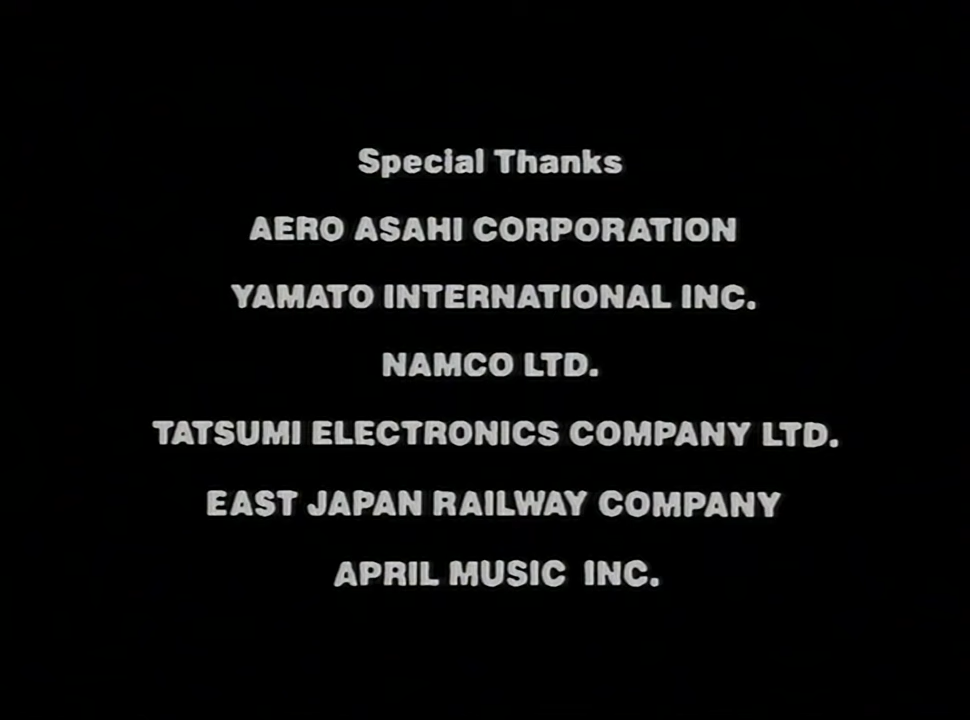 Special Thanks
AERO ASAHI CORPORATION
YAMATO INTERNATIONAL INC.
NAMCO LTD.
TATSUMI ELECTRONICS COMPANY LTD.
EAST JAPAN RAILWAY COMPANY
APRIL MUSIC INC.